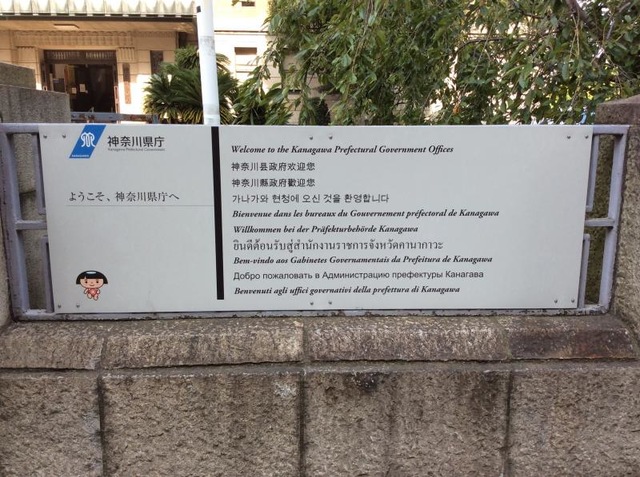 神奈川県庁
Kanagawa Prefectural Government
ようこそ、神奈川県庁へ
Welcome to the Kanagawa Prefectural Government Offices
神奈川县政府欢迎您
神奈川縣政府歡迎您
가나가와 현청에 오신 것을 환영합니다
Bienvenue dans les bureaux du Gouvernement préfectoral de Kanagawa
Willkommen bei der Präfekturbehörde Kanagawa
ยินดีต้อนรับสู่สำนักงานราชการจังหวัดคานากาวะ
Bem-vindo aos Gabinetes Governamentais da Prefeitura de Kanagawa
Добро пожаловать в Администрацию префектуры Канагава
Benvenuti agli uffici governativi della prefettura di Kanagawa